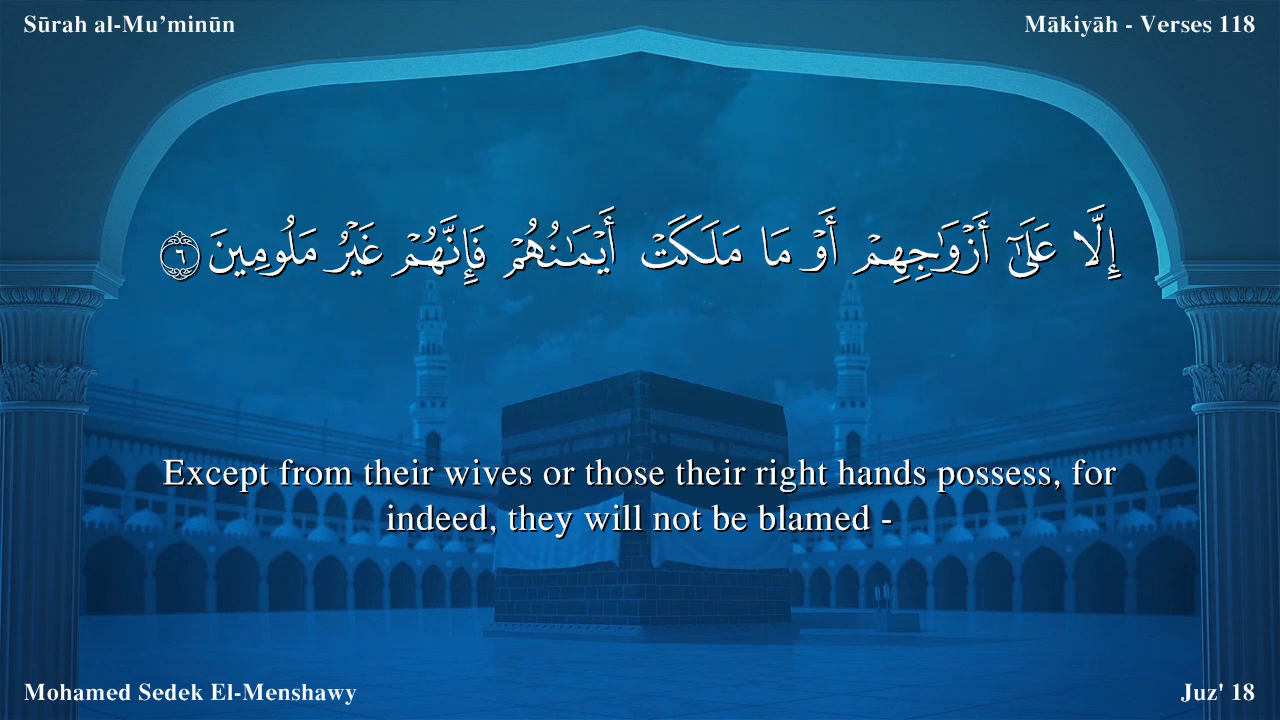 Sūrah al-Mu’minūn
Mākiyāh - Verses 118
إِلَّا عَلَىٰٓ أَزْوَٰجِهِمْ أَوْ مَا مَلَكَتْ أَيْمَـٰنُهُمْ فَإِنَّهُمْ غَيْرُ مَلُومِينَ ٦
Except from their wives or those their right hands possess, for
indeed, they will not be blamed -
Mohamed Sedek El-Menshawy
Juz' 18